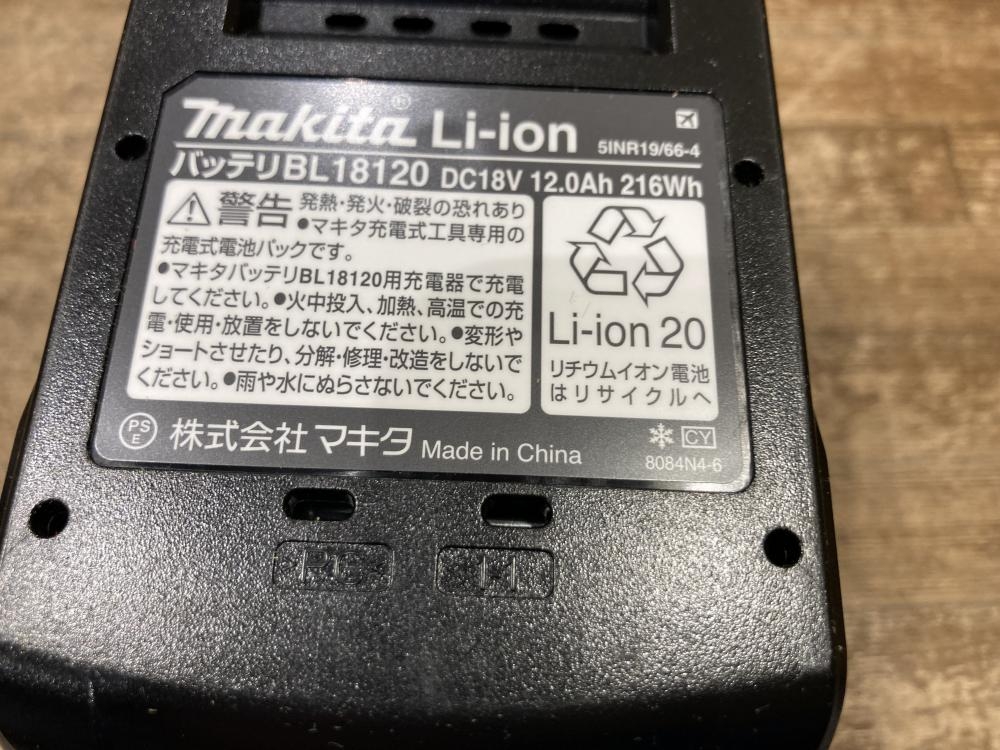 makita® Li-ion 5INR19/66-4
バッテリBL18120 DC18V 12.0Ah 216Wh
警告 発熱・発火・破裂の恐れあり
●マキタ充電式工具専用の
充電式電池パックです。
●マキタバッテリBL18120用充電器で充電
してください。●火中投入、加熱、高温での充
電・使用・放置をしないでください。●変形や
ショートさせたり、分解・修理・改造をしないで
ください。●雨や水にぬらさないでください。
Li-ion 20
リチウムイオン電池
はリサイクルへ
PS
E
株式会社マキタ Made in China
CY
8084N4-6